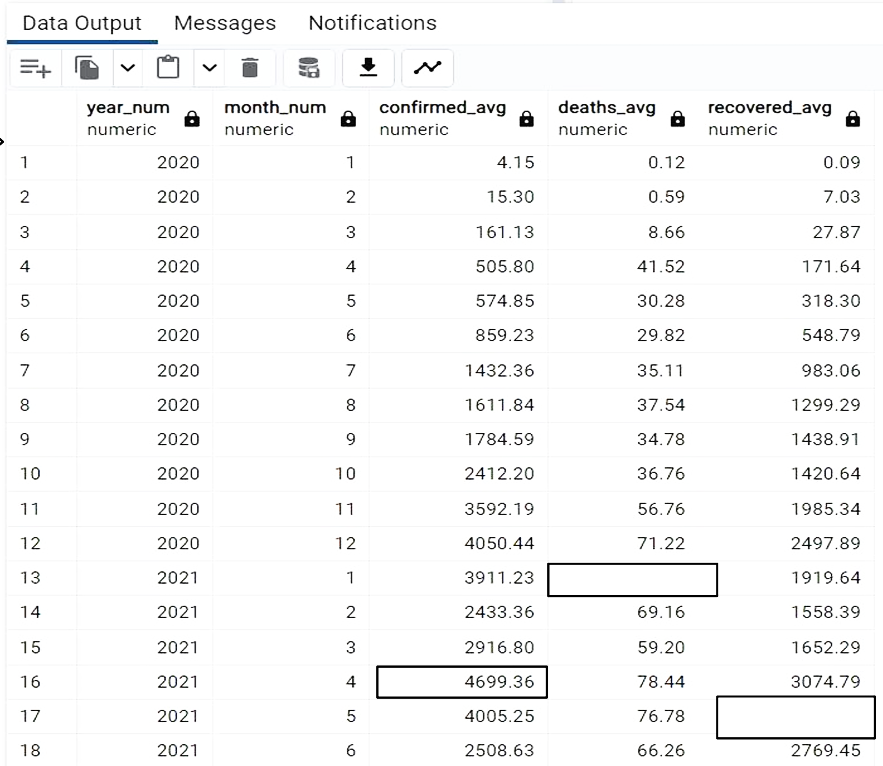 Data Output Messages Notifications
year_num month_num confirmed_avg deaths_avg recovered_avg
numeric numeric numeric numeric numeric
1 2020 1 4.15 0.12 0.09
2 2020 2 15.30 0.59 7.03
3 2020 3 161.13 8.66 27.87
4 2020 4 505.80 41.52 171.64
5 2020 5 574.85 30.28 318.30
6 2020 6 859.23 29.82 548.79
7 2020 7 1432.36 35.11 983.06
8 2020 8 1611.84 37.54 1299.29
9 2020 9 1784.59 34.78 1438.91
10 2020 10 2412.20 36.76 1420.64
11 2020 11 3592.19 56.76 1985.34
12 2020 12 4050.44 71.22 2497.89
13 2021 1 3911.23 1919.64
14 2021 2 2433.36 69.16 1558.39
15 2021 3 2916.80 59.20 1652.29
16 2021 4 4699.36 78.44 3074.79
17 2021 5 4005.25 76.78
18 2021 6 2508.63 66.26 2769.45